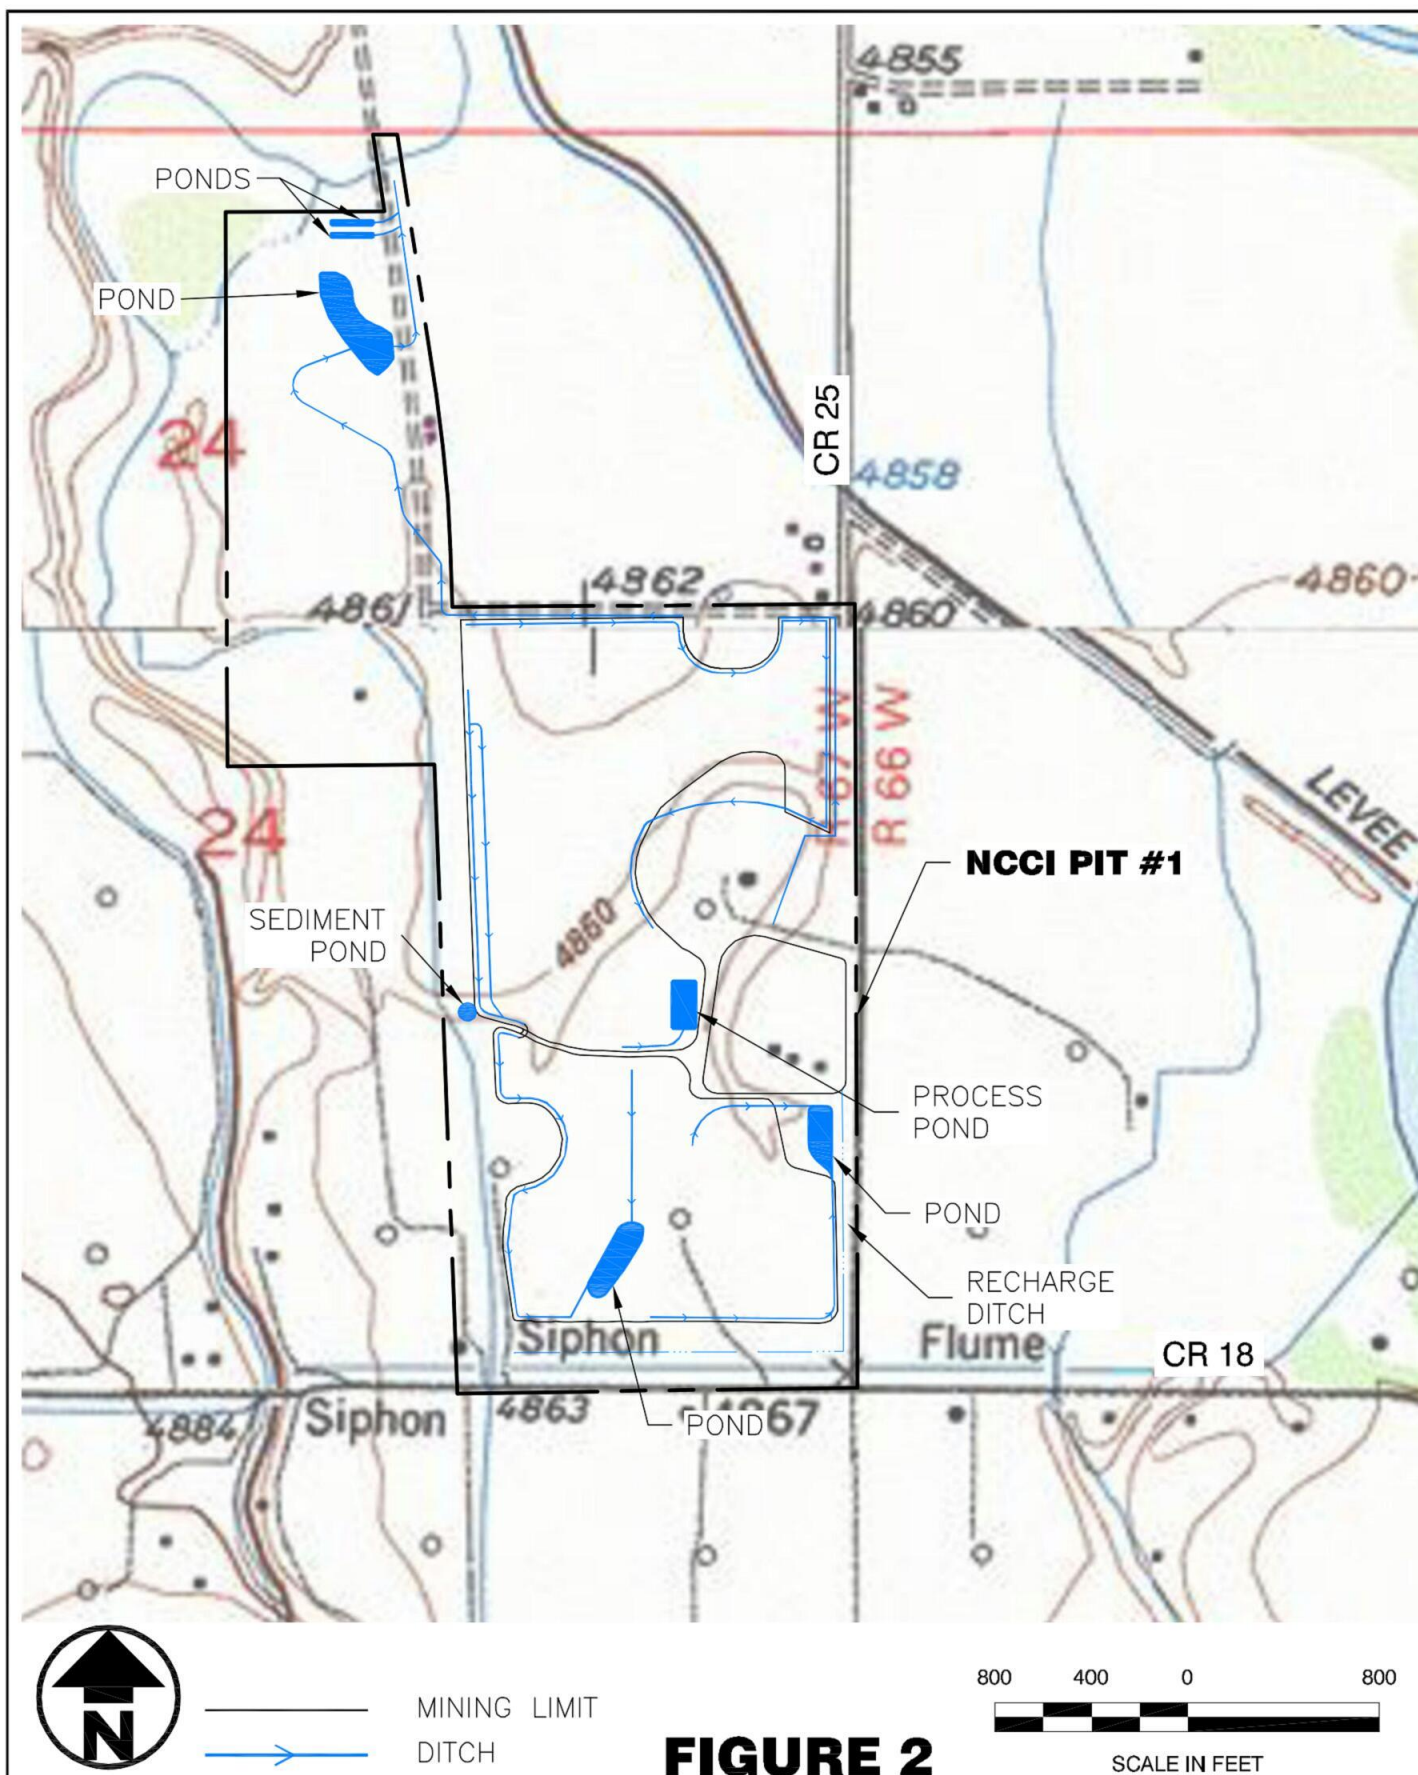 4855
PONDS
POND
CR 25
24
4858
4862
4861
4860
4860
R 67 W
R 66 W
LEVEE
24
NCCI PIT #1
SEDIMENT
POND
4860
PROCESS
POND
POND
RECHARGE
DITCH
Siphon
Flume
CR 18
Siphon
4863
4884
POND
67
N
MINING LIMIT
DITCH
800 400 0 800
SCALE IN FEET
FIGURE 2